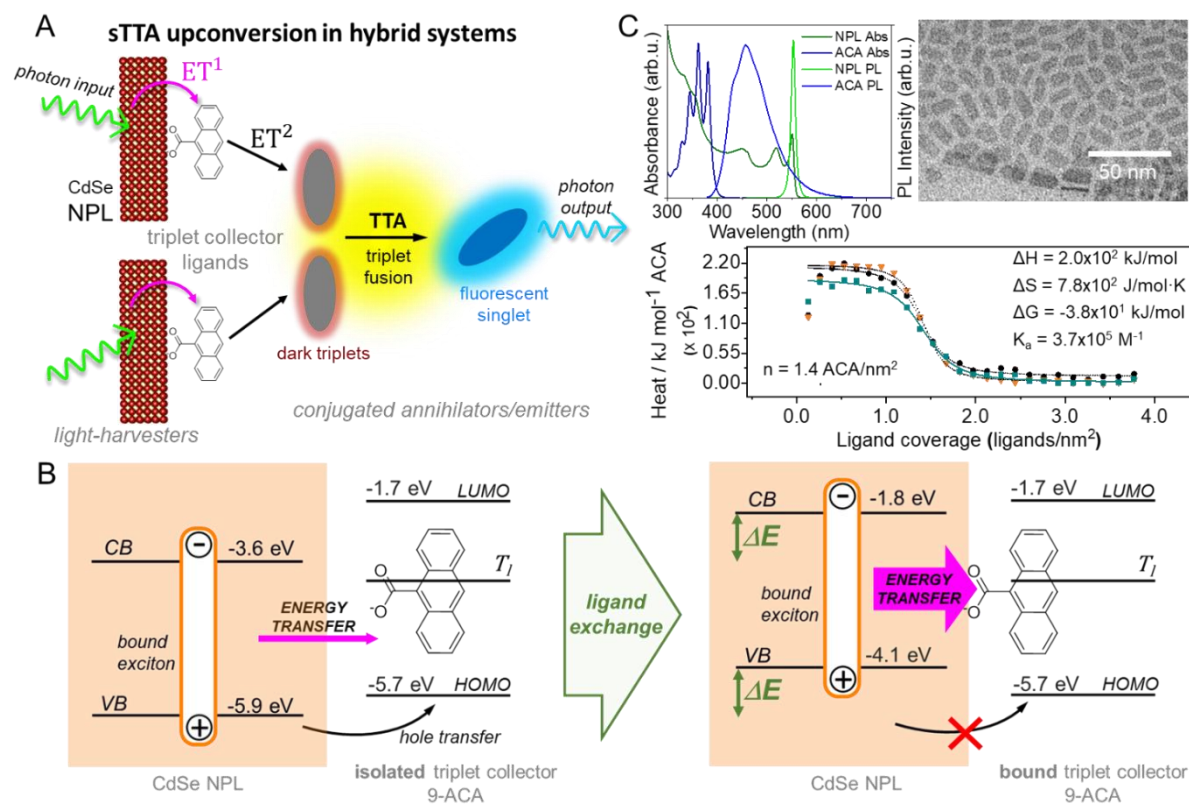 A
sTTA upconversion in hybrid systems
photon input
ET¹
ET²
CdSe
NPL
triplet collector
ligands
TTA
triplet
fusion
photon
output
fluorescent
singlet
dark triplets
conjugated annihilators/emitters
light-harvesters
C
Absorbance (arb.u.)
NPL Abs
ACA Abs
NPL PL
ACA PL
PL Intensity (arb.u.)
300 400 500 600 700
Wavelength (nm)
50 nm
Heat / kJ mol⁻¹ ACA
(x 10²)
2.20
1.65
1.10
0.55
0.00
ΔH = 2.0x10² kJ/mol
ΔS = 7.8x10² J/mol·K
ΔG = -3.8x10¹ kJ/mol
Kₐ = 3.7x10⁵ M⁻¹
n = 1.4 ACA/nm²
0.0 1.0 2.0 3.0 4.0
Ligand coverage (ligands/nm²)
B
CB
-3.6 eV
bound
exciton
VB
-5.9 eV
CdSe NPL
-1.7 eV LUMO
T₁
O
O⁻
ENERGY
TRANSFER
-5.7 eV HOMO
hole transfer
isolated triplet collector
9-ACA
ligand
exchange
CB
-1.8 eV
ΔE
bound
exciton
VB
-4.1 eV
ΔE
CdSe NPL
ENERGY
TRANSFER
-1.7 eV LUMO
T₁
O
O⁻
-5.7 eV HOMO
bound triplet collector
9-ACA